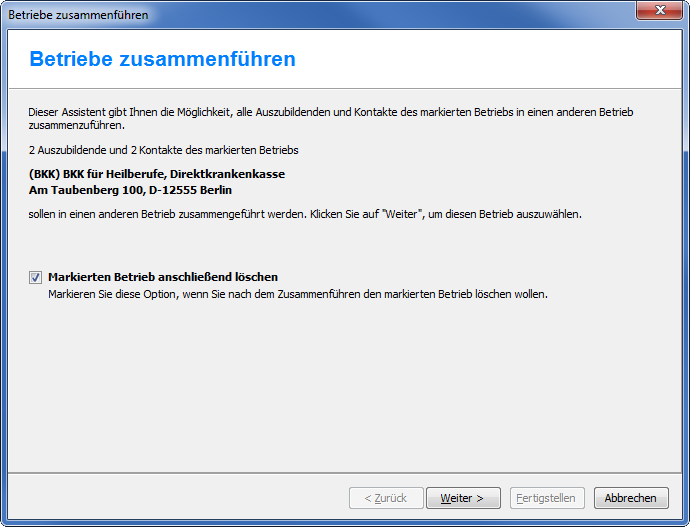 Betriebe zusammenführen
Betriebe zusammenführen
Dieser Assistent gibt Ihnen die Möglichkeit, alle Auszubildenden und Kontakte des markierten Betriebs in einen anderen Betrieb
zusammenzuführen.
2 Auszubildende und 2 Kontakte des markierten Betriebs
(BKK) BKK für Heilberufe, Direktkrankenkasse
Am Taubenberg 100, D-12555 Berlin
sollen in einen anderen Betrieb zusammengeführt werden. Klicken Sie auf "Weiter", um diesen Betrieb auszuwählen.
Markierten Betrieb anschließend löschen
Markieren Sie diese Option, wenn Sie nach dem Zusammenführen den markierten Betrieb löschen wollen.
< Zurück Weiter > Fertigstellen Abbrechen